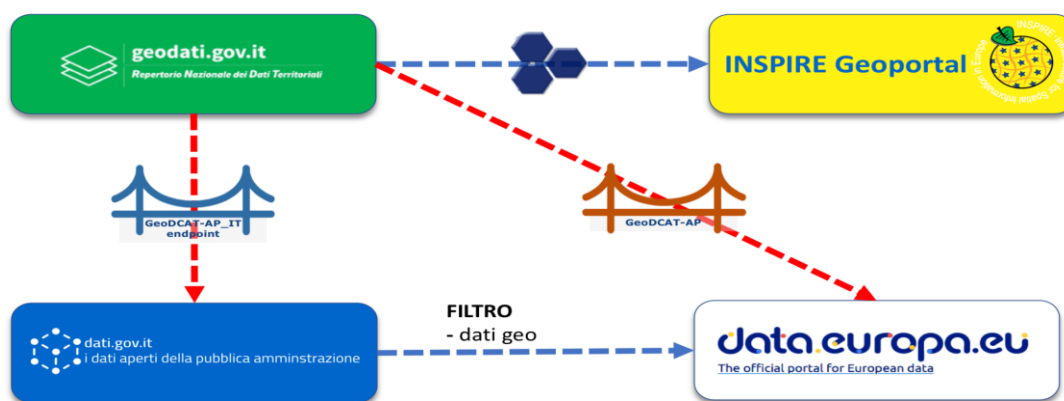 geodati.gov.it
Repertorio Nazionale dei Dati Territoriali
INSPIRE Geoportal
GeoDCAT-AP_IT
endpoint
GeoDCAT-AP
FILTRO
- dati geo
dati.gov.it
i dati aperti della pubblica amminstrazione
data.europa.eu
The official portal for European data